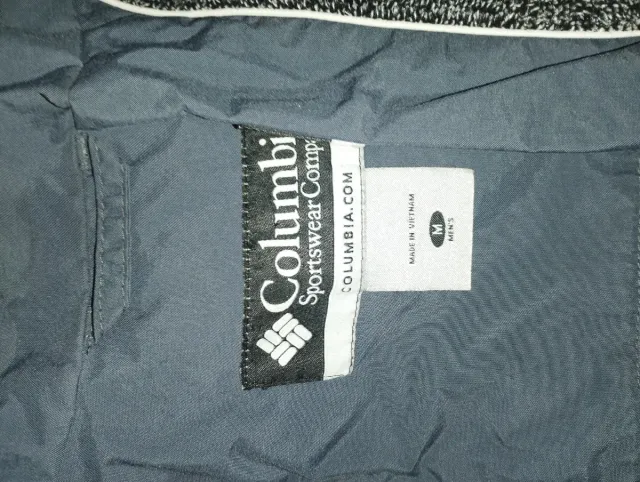 Columbi
Sportswear Comp
COLUMBIA.COM
MADE IN VIETNAM
M
MEN'S